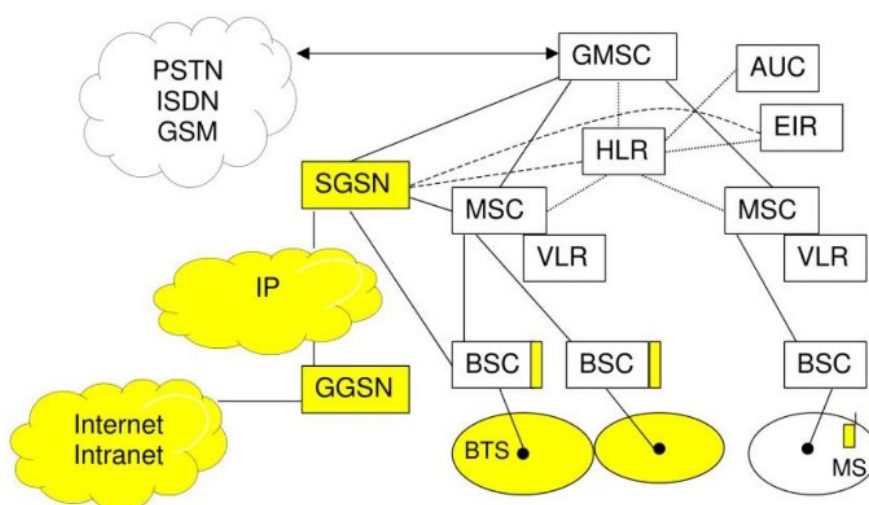 PSTN
ISDN
GSM
GMSC
AUC
EIR
HLR
SGSN
MSC
VLR
MSC
VLR
IP
BSC
BSC
BSC
GGSN
Internet
Intranet
BTS
MS